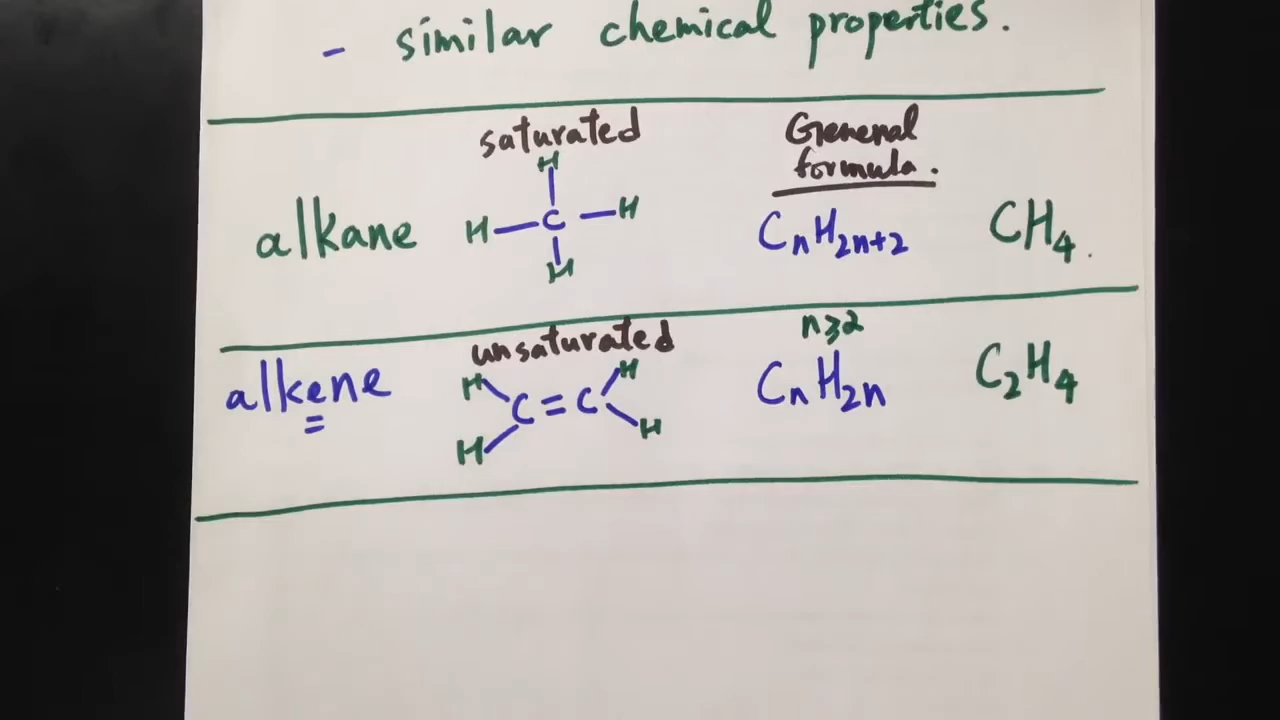 - similar chemical properties.
saturated
General
formula.
H
alkane H—C—H CnH2n+2 CH4.
H
unsaturated n≥2
alkene H H
C=C CnH2n C2H4
H H